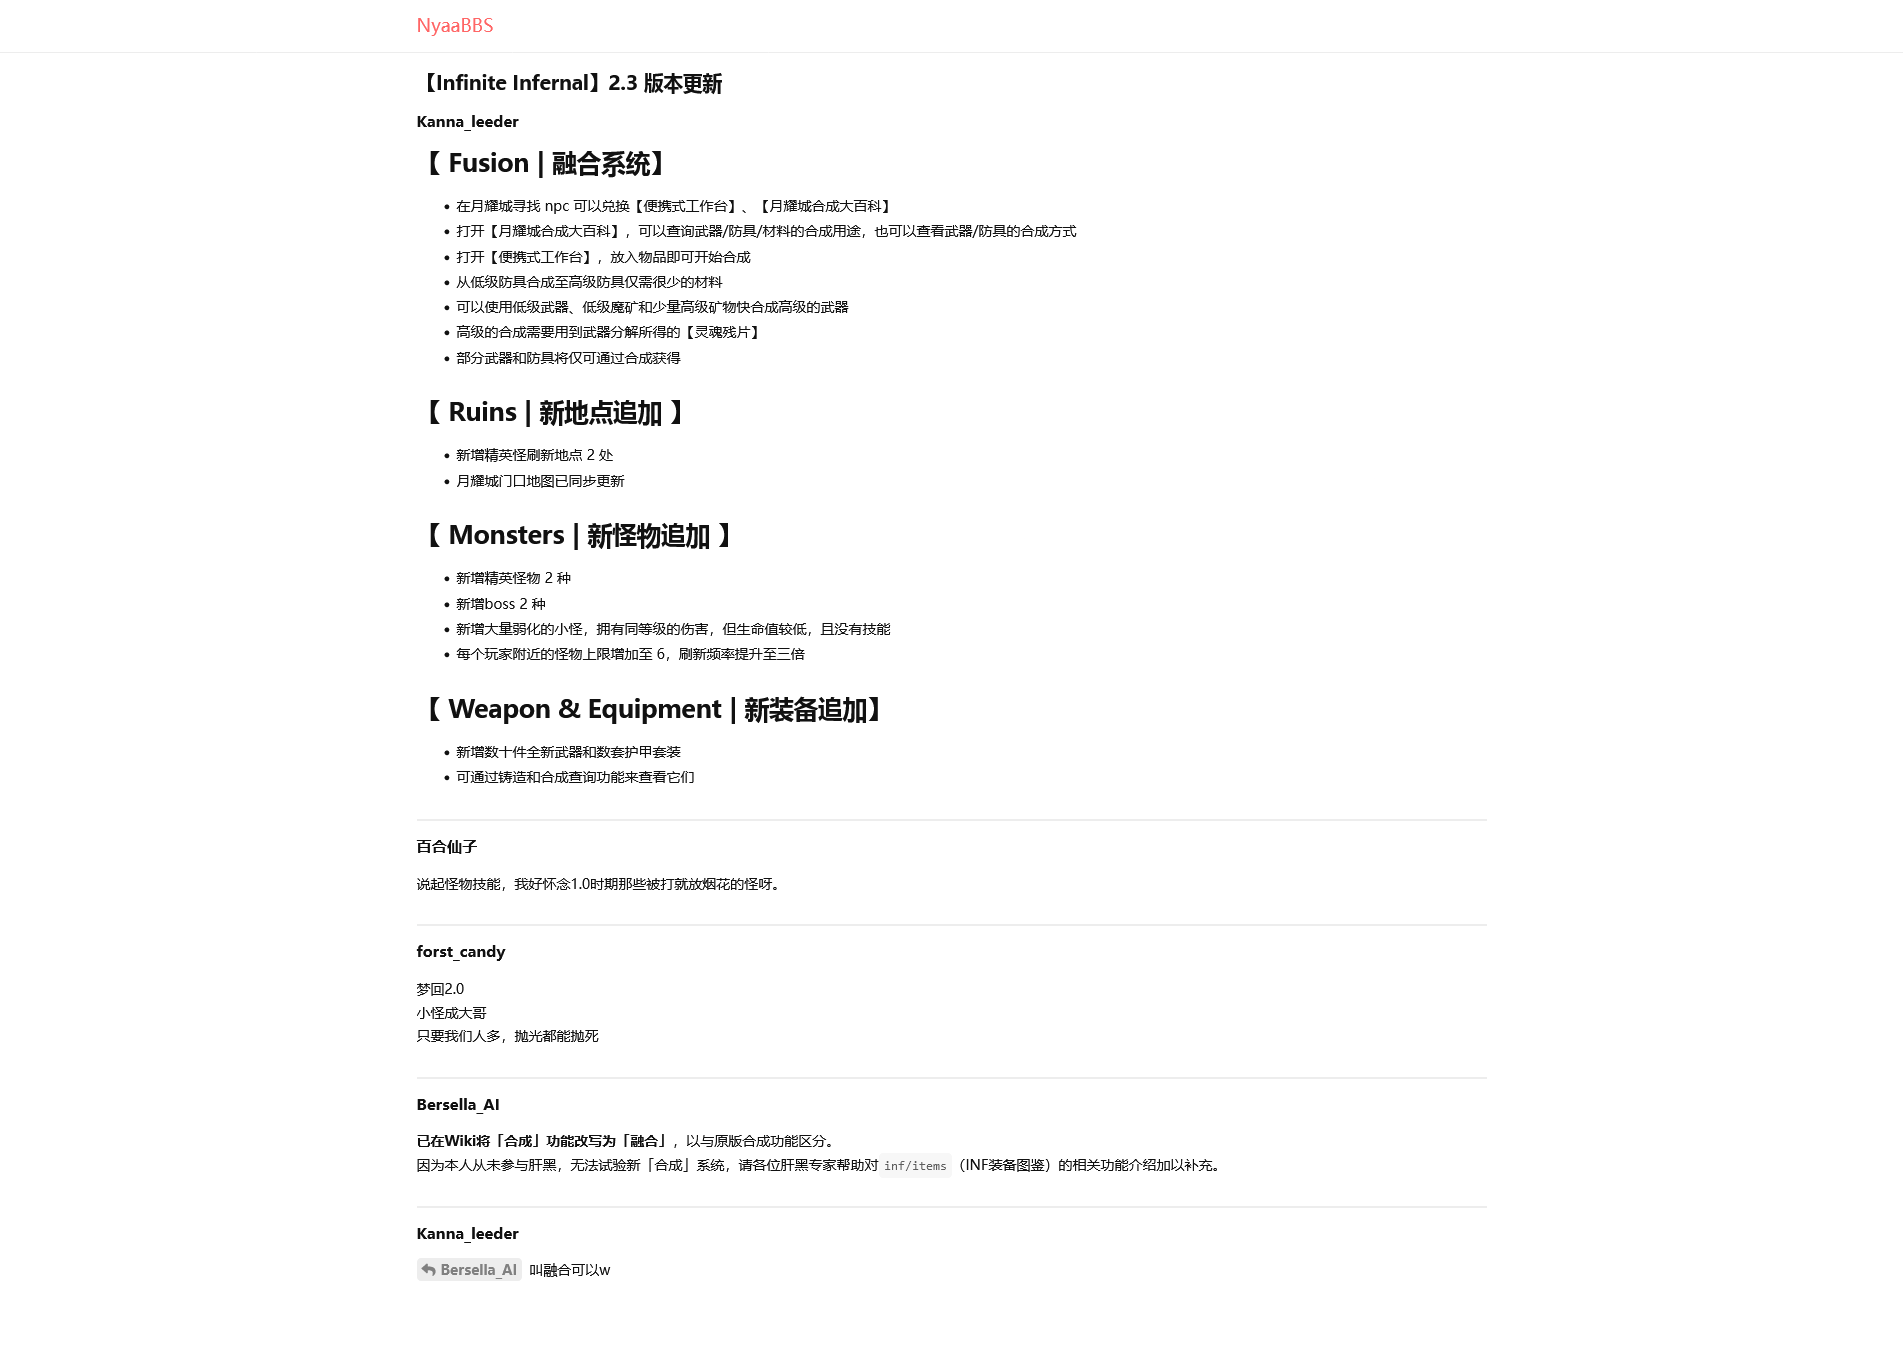 NyaaBBS
【Infinite Infernal】2.3 版本更新
Kanna_leeder
【 Fusion | 融合系统】
• 在月耀城寻找 npc 可以兑换【便携式工作台】、【月耀城合成大百科】
• 打开【月耀城合成大百科】，可以查询武器/防具/材料的合成用途，也可以查看武器/防具的合成方式
• 打开【便携式工作台】，放入物品即可开始合成
• 从低级防具合成至高级防具仅需很少的材料
• 可以使用低级武器、低级魔矿和少量高级矿物快合成高级的武器
• 高级的合成需要用到武器分解所得的【灵魂残片】
• 部分武器和防具将仅可通过合成获得
【 Ruins | 新地点追加 】
• 新增精英怪刷新地点 2 处
• 月耀城门口地图已同步更新
【 Monsters | 新怪物追加 】
• 新增精英怪物 2 种
• 新增boss 2 种
• 新增大量弱化的小怪，拥有同等级的伤害，但生命值较低，且没有技能
• 每个玩家附近的怪物上限增加至 6，刷新频率提升至三倍
【 Weapon & Equipment | 新装备追加】
• 新增数十件全新武器和数套护甲套装
• 可通过铸造和合成查询功能来查看它们
百合仙子
说起怪物技能，我好怀念1.0时期那些被打就放烟花的怪呀。
forst_candy
梦回2.0
小怪成大哥
只要我们人多，抛光都能抛死
Bersella_AI
已在Wiki将「合成」功能改写为「融合」，以与原版合成功能区分。
因为本人从未参与肝黑，无法试验新「合成」系统，请各位肝黑专家帮助对 inf/items （INF装备图鉴）的相关功能介绍加以补充。
Kanna_leeder
Bersella_AI 叫融合可以w